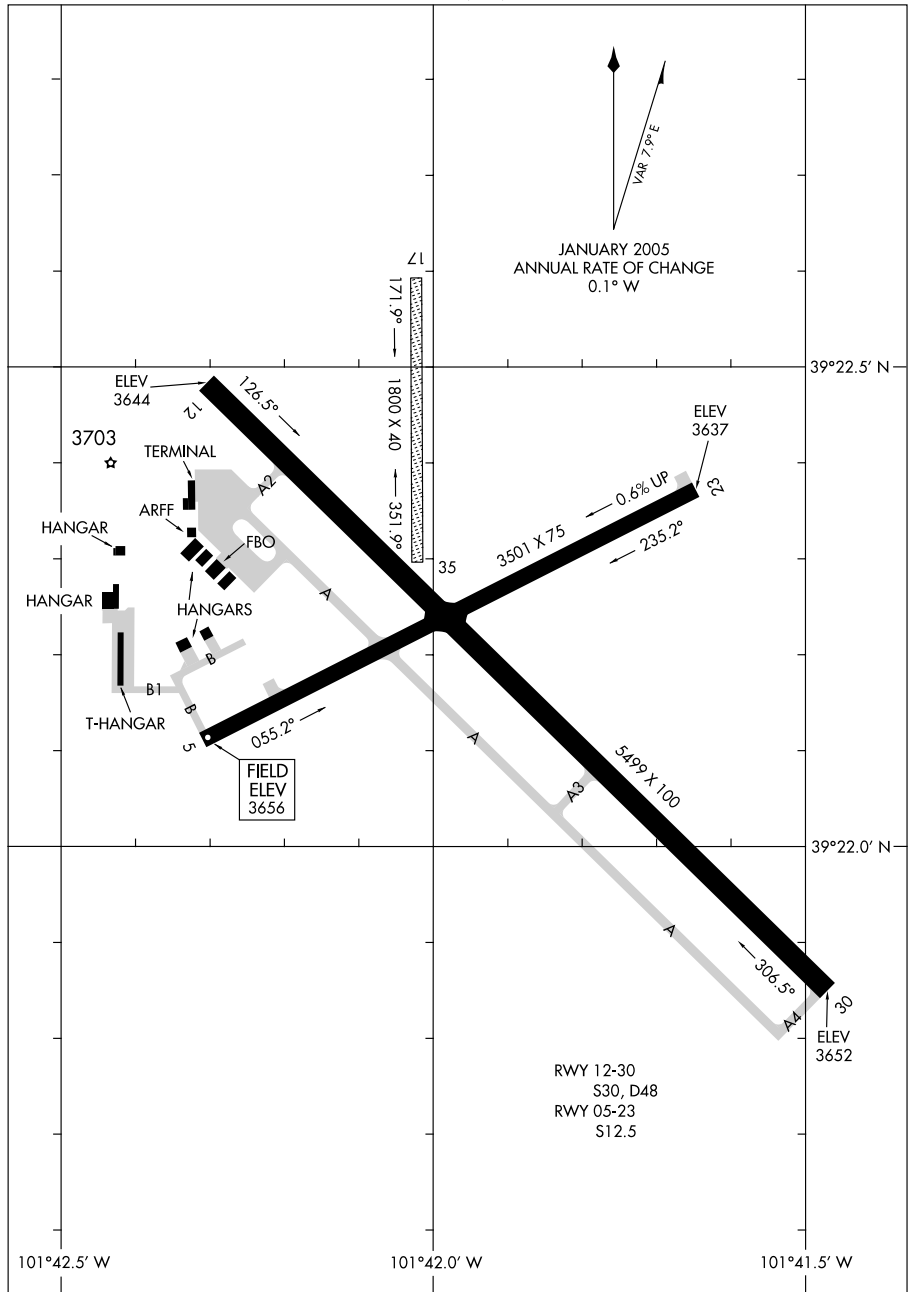 VAR 7.9° E
JANUARY 2005
ANNUAL RATE OF CHANGE
0.1° W
17
171.9°
1800 X 40
351.9°
35
39°22.5' N
ELEV
3644
12
126.5°
ELEV
3637
23
0.6% UP
235.2°
3501 X 75
3703
TERMINAL
A2
ARFF
FBO
HANGAR
HANGAR
HANGARS
A
B
B1
B
T-HANGAR
5
055.2°
FIELD
ELEV
3656
A
A3
5499 X 100
39°22.0' N
A
306.5°
A4
30
ELEV
3652
RWY 12-30
S30, D48
RWY 05-23
S12.5
101°42.5' W
101°42.0' W
101°41.5' W